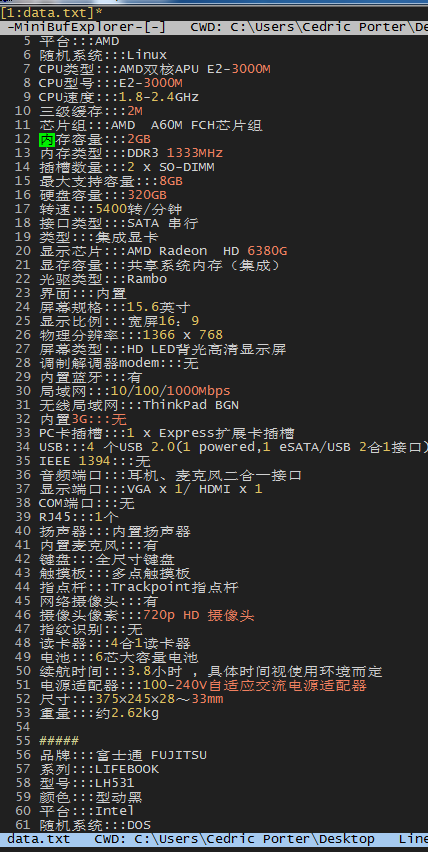 [1:data.txt]*
-MiniBufExplorer-[-] CWD: C:\Users\Cedric Porter\De
5 平台:::AMD
6 随机系统:::Linux
7 CPU类型:::AMD双核APU E2-3000M
8 CPU型号:::E2-3000M
9 CPU速度:::1.8-2.4GHz
10 三级缓存:::2M
11 芯片组:::AMD A60M FCH芯片组
12 内存容量:::2GB
13 内存类型:::DDR3 1333MHz
14 插槽数量:::2 x SO-DIMM
15 最大支持容量:::8GB
16 硬盘容量:::320GB
17 转速:::5400转/分钟
18 接口类型:::SATA 串行
19 类型:::集成显卡
20 显示芯片:::AMD Radeon HD 6380G
21 显存容量:::共享系统内存（集成）
22 光驱类型:::Rambo
23 界面:::内置
24 屏幕规格:::15.6英寸
25 显示比例:::宽屏16：9
26 物理分辨率:::1366 x 768
27 屏幕类型:::HD LED背光高清显示屏
28 调制解调器modem:::无
29 内置蓝牙:::有
30 局域网:::10/100/1000Mbps
31 无线局域网:::ThinkPad BGN
32 内置3G:::无
33 PC卡插槽:::1 x Express扩展卡插槽
34 USB:::4 个USB 2.0(1 powered,1 eSATA/USB 2合1接口)
35 IEEE 1394:::无
36 音频端口:::耳机、麦克风二合一接口
37 显示端口:::VGA x 1/ HDMI x 1
38 COM端口:::无
39 RJ45:::1个
40 扬声器:::内置扬声器
41 内置麦克风:::有
42 键盘:::全尺寸键盘
43 触摸板:::多点触摸板
44 指点杆:::Trackpoint指点杆
45 网络摄像头:::有
46 摄像头像素:::720p HD 摄像头
47 指纹识别:::无
48 读卡器:::4合1读卡器
49 电池:::6芯大容量电池
50 续航时间:::3.8小时 ，具体时间视使用环境而定
51 电源适配器:::100-240V自适应交流电源适配器
52 尺寸:::375x245x28～33mm
53 重量:::约2.62kg
54
55 #####
56 品牌:::富士通 FUJITSU
57 系列:::LIFEBOOK
58 型号:::LH531
59 颜色:::型动黑
60 平台:::Intel
61 随机系统:::DOS
data.txt CWD: C:\Users\Cedric Porter\Desktop Line